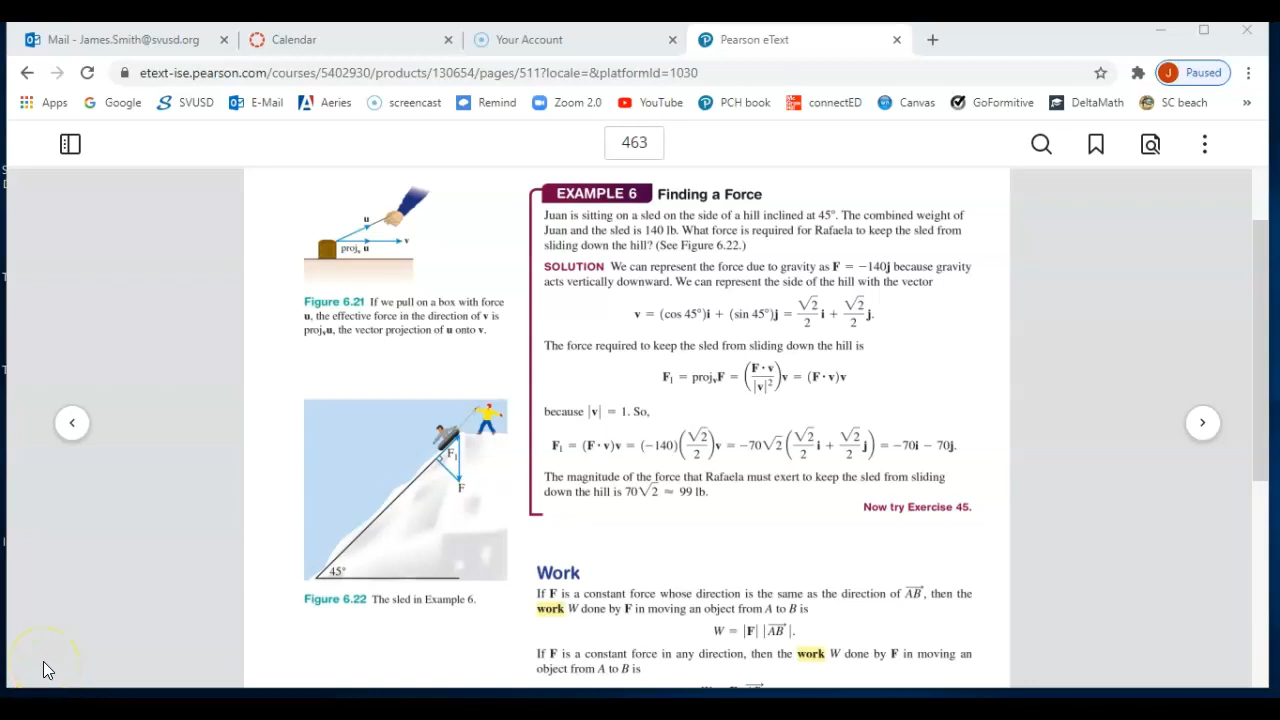 Mail - James.Smith@svusd.org
Calendar
Your Account
Pearson eText
etext-ise.pearson.com/courses/5402930/products/130654/pages/511?locale=&platformId=1030
J Paused
Apps Google SVUSD E-Mail Aeries screencast Remind Zoom 2.0 YouTube PCH book connectED Canvas GoFormitive DeltaMath SC beach »
463
u
v
projᵥ u
Figure 6.21 If we pull on a box with force
u, the effective force in the direction of v is
projᵥu, the vector projection of u onto v.
F₁
F
45°
Figure 6.22 The sled in Example 6.
EXAMPLE 6 Finding a Force
Juan is sitting on a sled on the side of a hill inclined at 45°. The combined weight of
Juan and the sled is 140 lb. What force is required for Rafaela to keep the sled from
sliding down the hill? (See Figure 6.22.)
SOLUTION We can represent the force due to gravity as F = −140j because gravity
acts vertically downward. We can represent the side of the hill with the vector
v = (cos 45°)i + (sin 45°)j = √2/2 i + √2/2 j.
The force required to keep the sled from sliding down the hill is
F₁ = projᵥF = (F · v/|v|²)v = (F · v)v
because |v| = 1. So,
F₁ = (F · v)v = (−140)(√2/2)v = −70√2(√2/2 i + √2/2 j) = −70i − 70j.
The magnitude of the force that Rafaela must exert to keep the sled from sliding
down the hill is 70√2 ≈ 99 lb.
Now try Exercise 45.
Work
If F is a constant force whose direction is the same as the direction of AB→, then the
work W done by F in moving an object from A to B is
W = |F| |AB→|.
If F is a constant force in any direction, then the work W done by F in moving an
object from A to B is